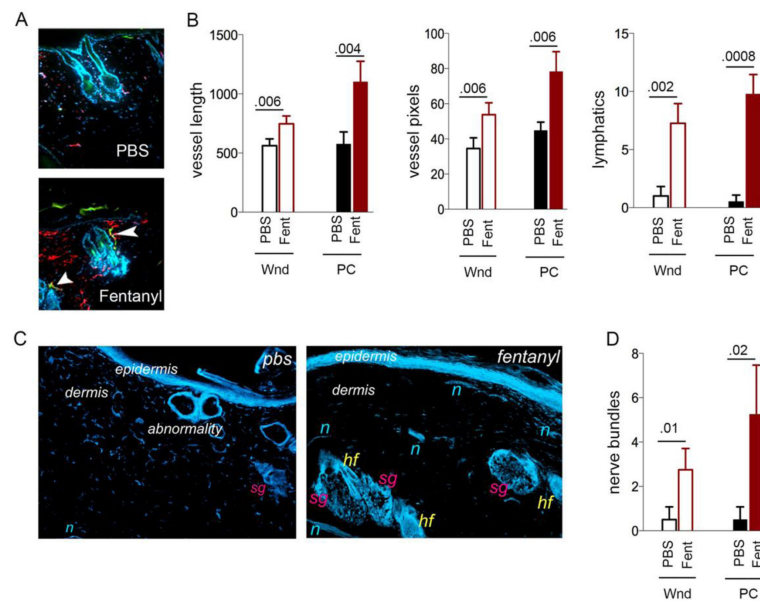 A
PBS
Fentanyl
B
vessel length
1500
1000
500
0
.006
.004
PBS
Fent
PBS
Fent
Wnd
PC
vessel pixels
100
80
60
40
20
0
.006
.006
PBS
Fent
PBS
Fent
Wnd
PC
lymphatics
15
10
5
0
.002
.0008
PBS
Fent
PBS
Fent
Wnd
PC
C
pbs
epidermis
dermis
abnormality
sg
n
fentanyl
epidermis
dermis
n
n
n
n
hf
sg
sg
sg
hf
hf
n
D
nerve bundles
8
6
4
2
0
.01
.02
PBS
Fent
PBS
Fent
Wnd
PC